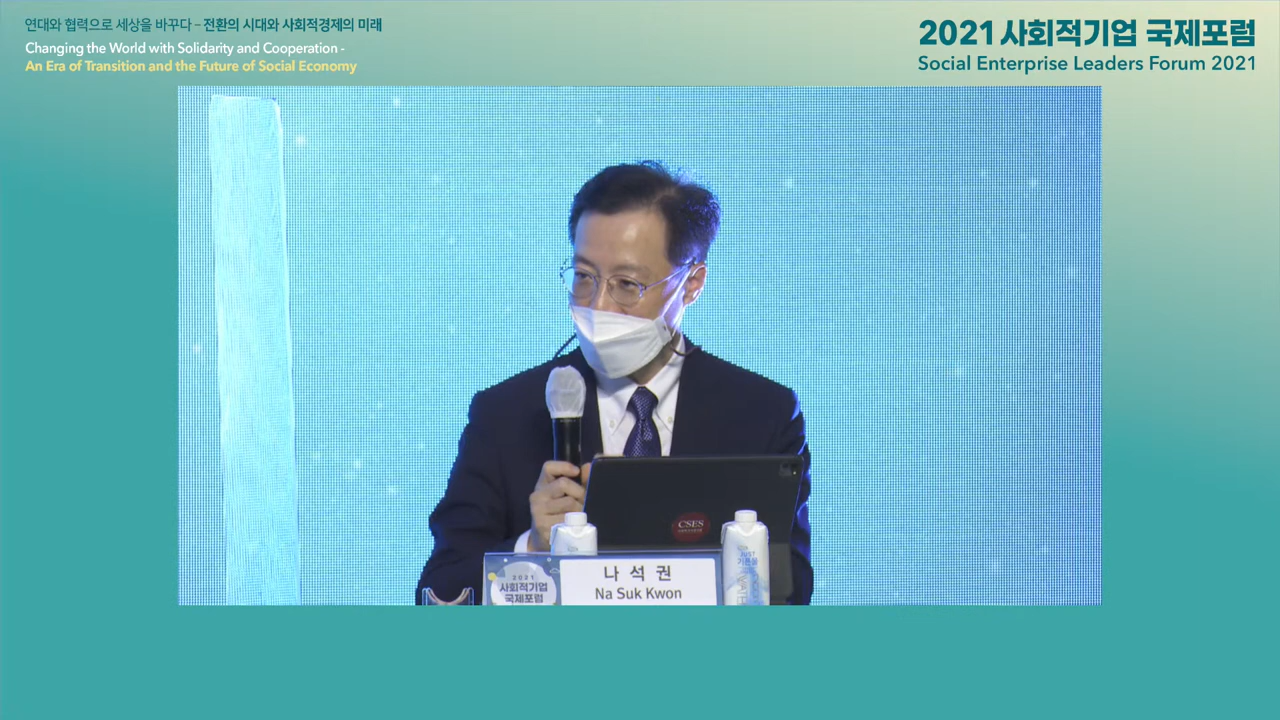 연대와 협력으로 세상을 바꾸다 – 전환의 시대와 사회적경제의 미래
Changing the World with Solidarity and Cooperation -
An Era of Transition and the Future of Social Economy
2021 사회적기업 국제포럼
Social Enterprise Leaders Forum 2021
CSES
2021
사회적기업
국제포럼
나 석 권
Na Suk Kwon
JUST